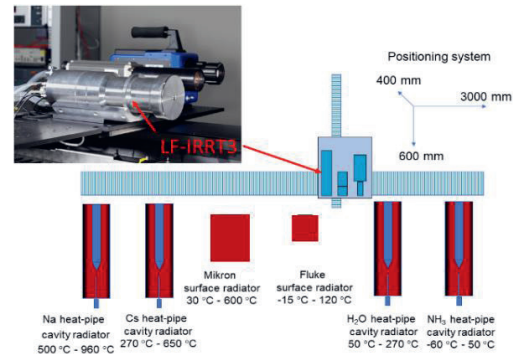 Positioning system
400 mm
3000 mm
600 mm
LF-IRRT3
Mikron
surface radiator
30 °C - 600 °C
Fluke
surface radiator
-15 °C - 120 °C
Na heat-pipe
cavity radiator
500 °C - 960 °C
Cs heat-pipe
cavity radiator
270 °C - 650 °C
H₂O heat-pipe
cavity radiator
50 °C - 270 °C
NH₃ heat-pipe
cavity radiator
-60 °C - 50 °C